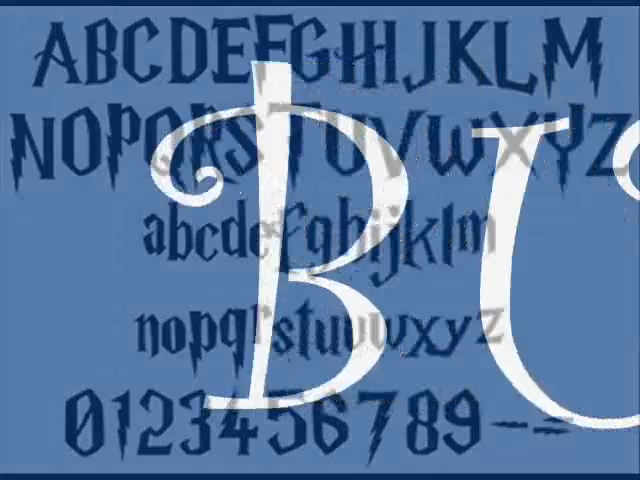 ABCDEFGHIJKLM
NOPQRSTUVWXYZ
abcdefghijklm
nopqrstuvwxyz
0123456789-=
BU